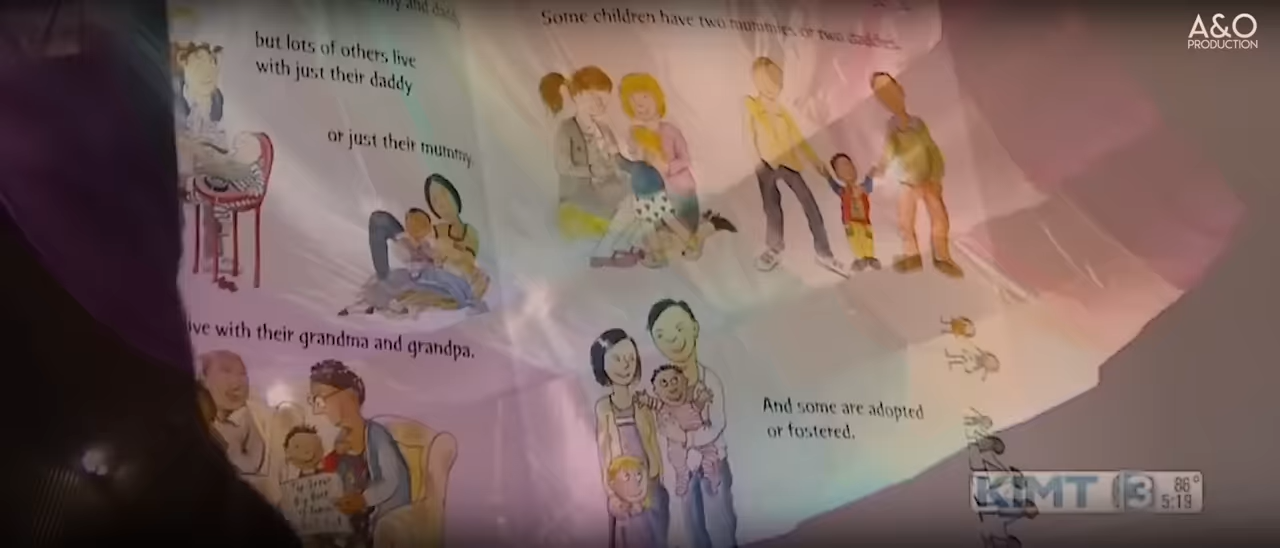 and dad
Some children have two mummies or two daddies.
but lots of others live
with just their daddy
or just their mummy.
live with their grandma and grandpa.
And some are adopted
or fostered.
A&O
PRODUCTION
KIMT 3
86°
5:19